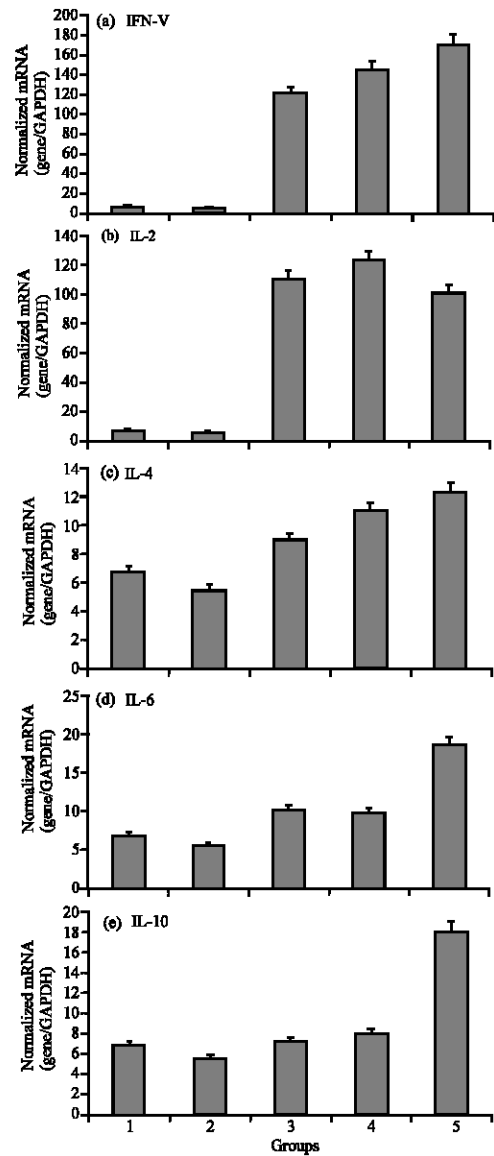 (a) IFN-V
Normalized mRNA
(gene/GAPDH)
200
180
160
140
120
100
80
60
40
20
0
(b) IL-2
Normalized mRNA
(gene/GAPDH)
140
120
100
80
60
40
20
0
(c) IL-4
Normalized mRNA
(gene/GAPDH)
14
12
10
8
6
4
2
0
(d) IL-6
Normalized mRNA
(gene/GAPDH)
25
20
15
10
5
0
(e) IL-10
Normalized mRNA
(gene/GAPDH)
20
18
16
14
12
10
8
6
4
2
0
1 2 3 4 5
Groups